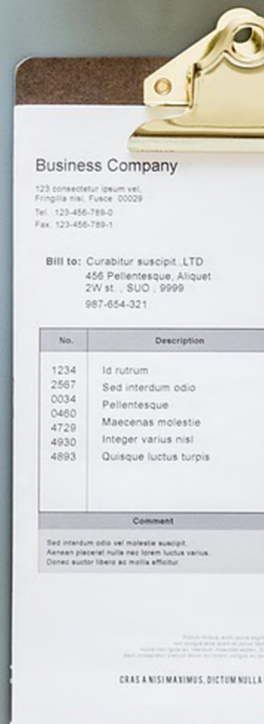 Business Company
123 consectetur ipsum vel,
Fringilla nisi, Fusce 00029
Tel : 123-456-789-0
Fax: 123-456-789-1
Bill to: Curabitur suscipit.,LTD
456 Pellentesque, Aliquet
2W st. , SUO , 9999
987-654-321
No. Description
1234 Id rutrum
2567 Sed interdum odio
0034 Pellentesque
0460 Maecenas molestie
4729 Integer varius nisl
4930 Quisque luctus turpis
4893
Comment
Sed interdum odio vel molestie suscipit.
Aenean placerat nulla nec lorem luctus varius.
Donec auctor libero ac mollis efficitur.
CRAS A NISI MAXIMUS, DICTUM NULLA